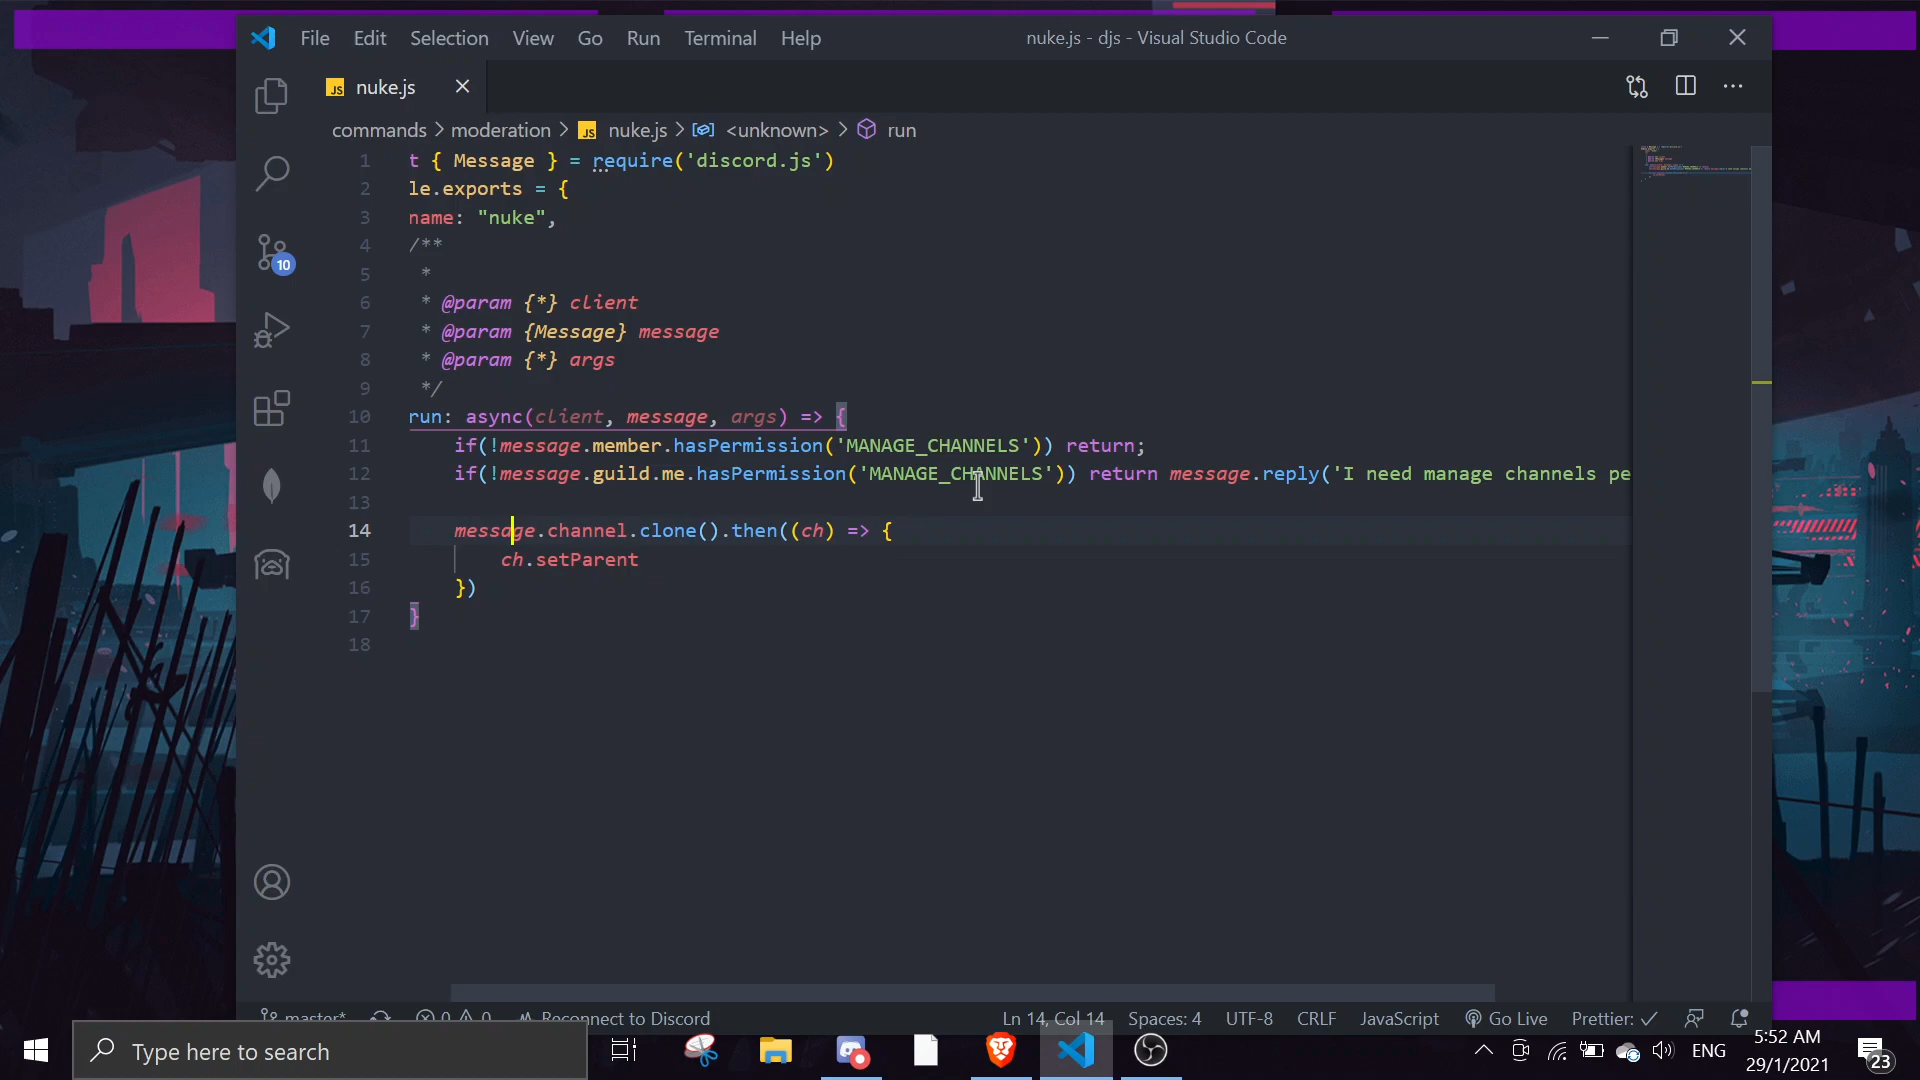 File Edit Selection View Go Run Terminal Help
nuke.js - djs - Visual Studio Code
JS nuke.js
commands > moderation > JS nuke.js > <unknown> > run
1 t { Message } = require('discord.js')
2 le.exports = {
3 name: "nuke",
4 /**
5 *
6 * @param {*} client
7 * @param {Message} message
8 * @param {*} args
9 */
10 run: async(client, message, args) => {
11 if(!message.member.hasPermission('MANAGE_CHANNELS')) return;
12 if(!message.guild.me.hasPermission('MANAGE_CHANNELS')) return message.reply('I need manage channels pe
13
14 message.channel.clone().then((ch) => {
15 ch.setParent
16 })
17 }
18
10
master* 0 0 Reconnect to Discord
Ln 14, Col 14 Spaces: 4 UTF-8 CRLF JavaScript Go Live Prettier: ✓
Type here to search
ENG
5:52 AM
29/1/2021
23